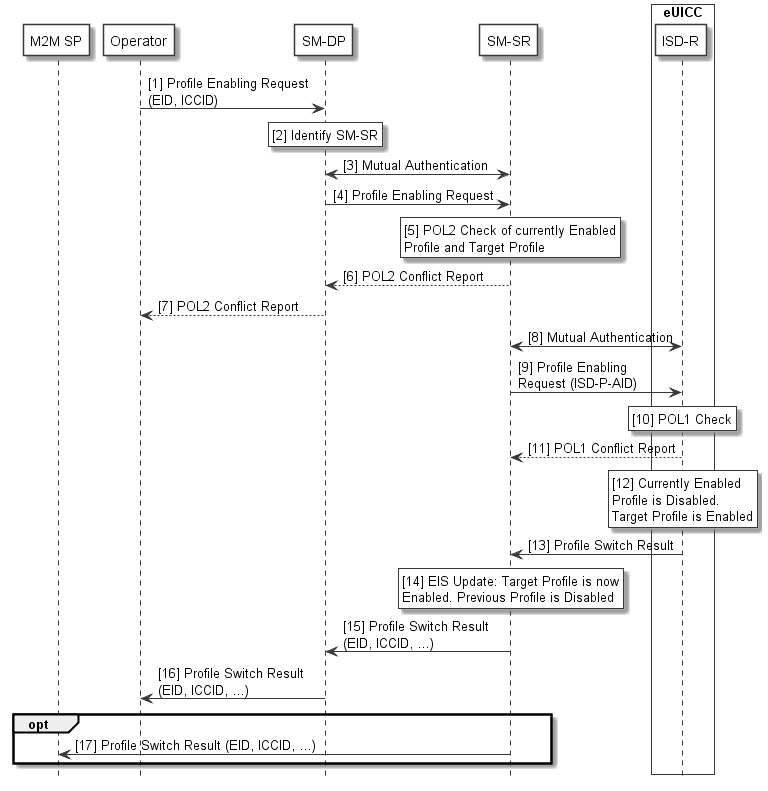 eUICC
M2M SP
Operator
SM-DP
SM-SR
ISD-R
[1] Profile Enabling Request
(EID, ICCID)
[2] Identify SM-SR
[3] Mutual Authentication
[4] Profile Enabling Request
[5] POL2 Check of currently Enabled
Profile and Target Profile
[6] POL2 Conflict Report
[7] POL2 Conflict Report
[8] Mutual Authentication
[9] Profile Enabling
Request (ISD-P-AID)
[10] POL1 Check
[11] POL1 Conflict Report
[12] Currently Enabled
Profile is Disabled.
Target Profile is Enabled
[13] Profile Switch Result
[14] EIS Update: Target Profile is now
Enabled. Previous Profile is Disabled
[15] Profile Switch Result
(EID, ICCID, ...)
[16] Profile Switch Result
(EID, ICCID, ...)
opt
[17] Profile Switch Result (EID, ICCID, ...)